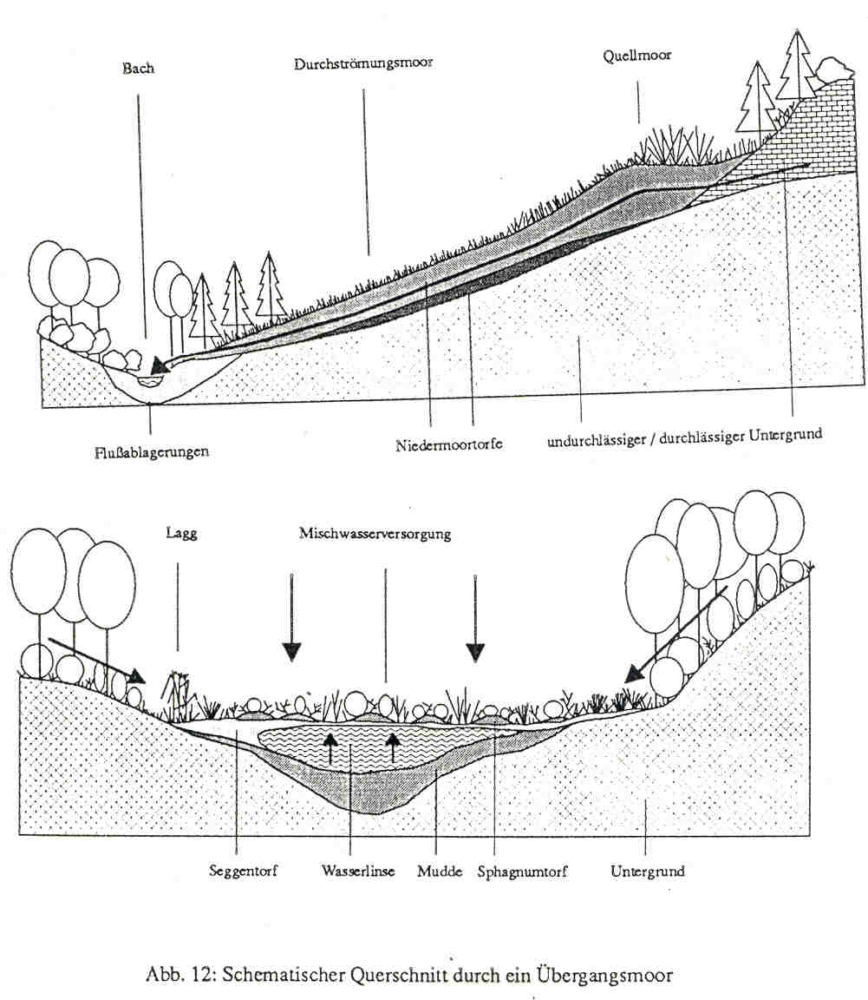 Bach
Durchströmungsmoor
Quellmoor
Flußablagerungen
Niedermoortorfe
undurchlässiger / durchlässiger Untergrund
Lagg
Mischwasserversorgung
Seggentorf
Wasserlinse
Mudde
Sphagnumtorf
Untergrund
Abb. 12: Schematischer Querschnitt durch ein Übergangsmoor